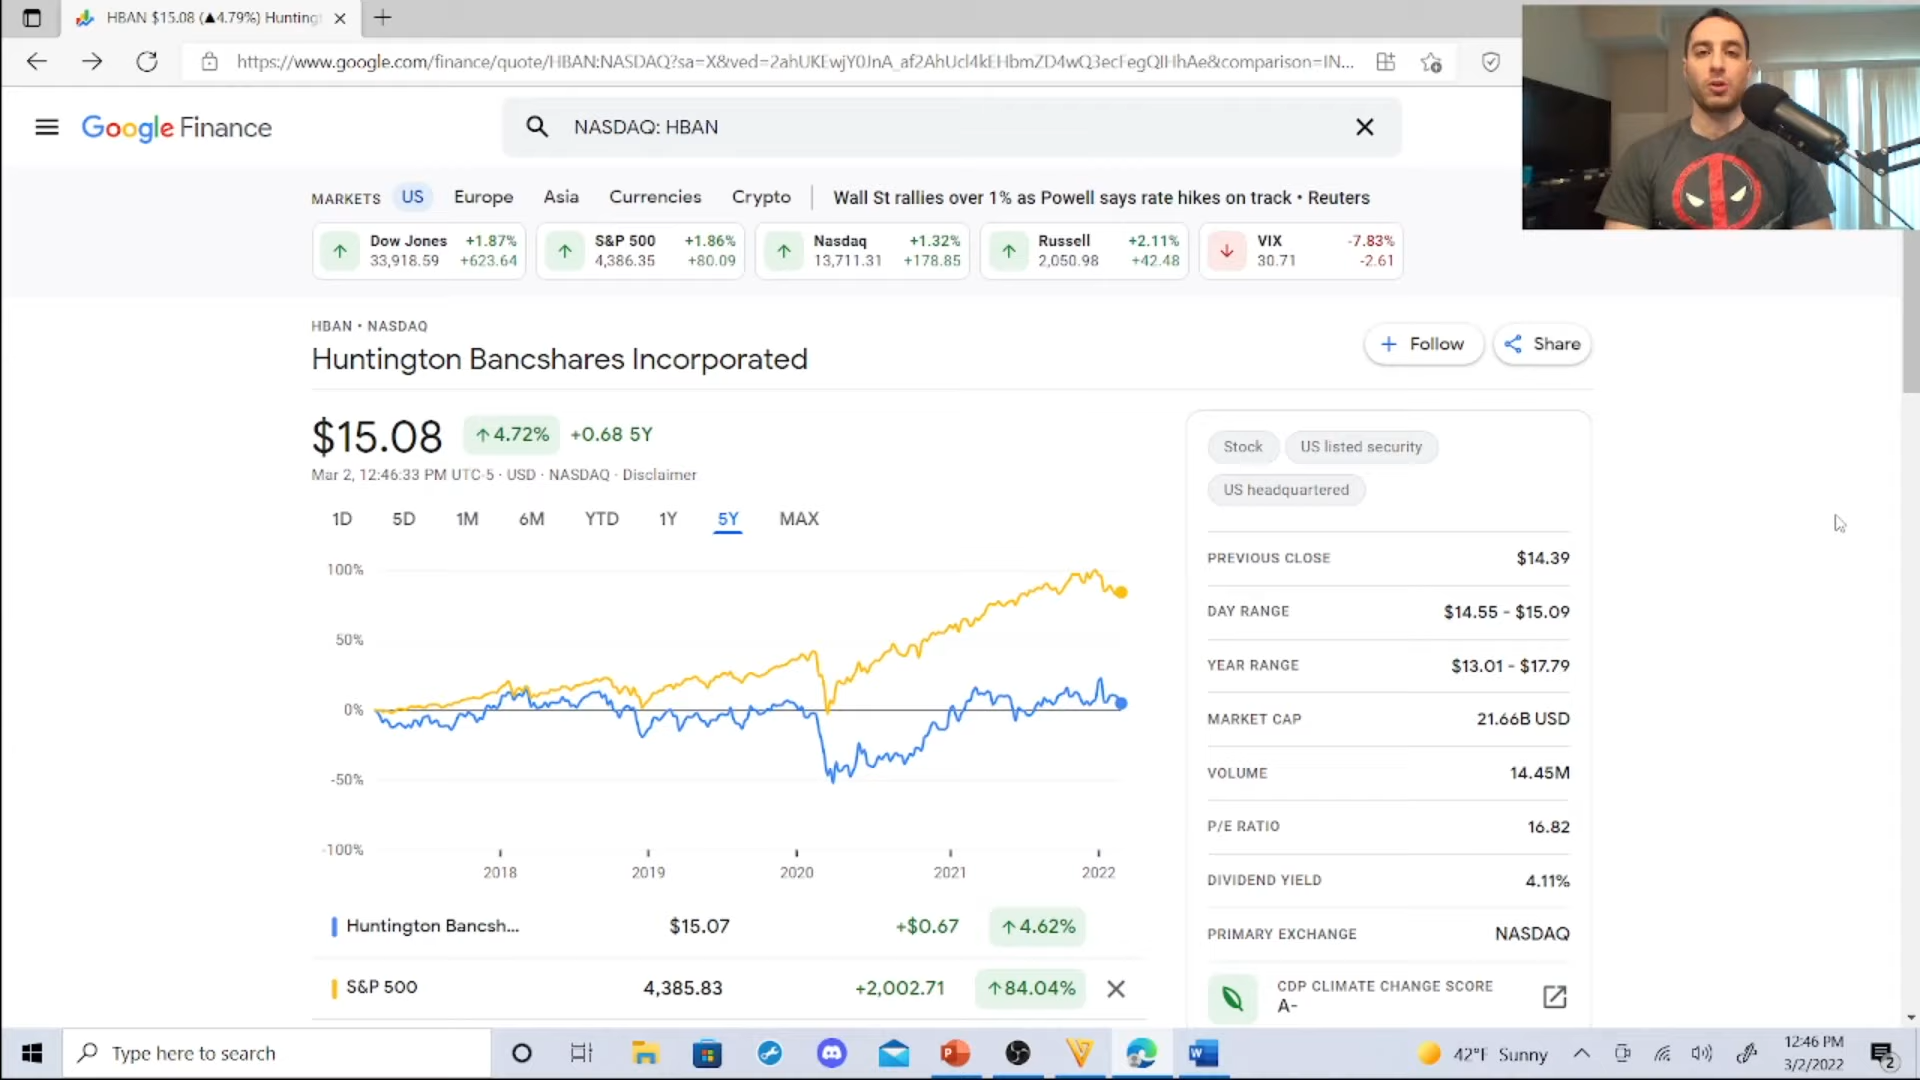 HBAN $15.08 (▲4.79%) Hunting
https://www.google.com/finance/quote/HBAN:NASDAQ?sa=X&ved=2ahUKEwjY0JnA_af2AhUcl4kEHbmZD4wQ3ecFegQIHhAe&comparison=IN...
Google Finance
NASDAQ: HBAN
MARKETS US Europe Asia Currencies Crypto Wall St rallies over 1% as Powell says rate hikes on track • Reuters
Dow Jones +1.87% S&P 500 +1.86% Nasdaq +1.32% Russell +2.11% VIX -7.83%
33,918.59 +623.64 4,386.35 +80.09 13,711.31 +178.85 2,050.98 +42.48 30.71 -2.61
HBAN • NASDAQ
Huntington Bancshares Incorporated
Follow Share
$15.08 ↑4.72% +0.68 5Y
Mar 2, 12:46:33 PM UTC-5 · USD · NASDAQ · Disclaimer
1D 5D 1M 6M YTD 1Y 5Y MAX
100%
50%
0%
-50%
-100%
2018 2019 2020 2021 2022
Huntington Bancsh... $15.07 +$0.67 ↑4.62%
S&P 500 4,385.83 +2,002.71 ↑84.04%
Stock US listed security
US headquartered
PREVIOUS CLOSE $14.39
DAY RANGE $14.55 - $15.09
YEAR RANGE $13.01 - $17.79
MARKET CAP 21.66B USD
VOLUME 14.45M
P/E RATIO 16.82
DIVIDEND YIELD 4.11%
PRIMARY EXCHANGE NASDAQ
CDP CLIMATE CHANGE SCORE
A-
Type here to search
P
W
42°F Sunny
12:46 PM
3/2/2022
2